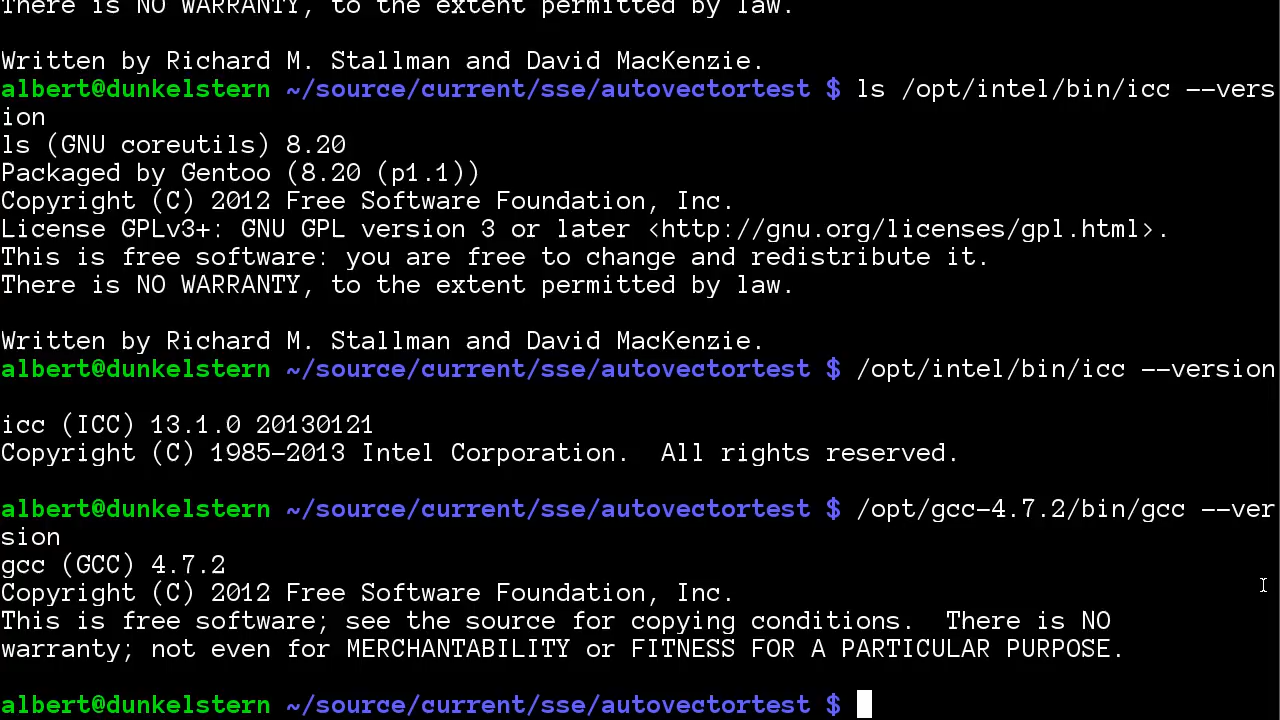 There is NO WARRANTY, to the extent permitted by law.
Written by Richard M. Stallman and David MacKenzie.
albert@dunkelstern ~/source/current/sse/autovectortest $ ls /opt/intel/bin/icc --vers
ion
ls (GNU coreutils) 8.20
Packaged by Gentoo (8.20 (p1.1))
Copyright (C) 2012 Free Software Foundation, Inc.
License GPLv3+: GNU GPL version 3 or later <http://gnu.org/licenses/gpl.html>.
This is free software: you are free to change and redistribute it.
There is NO WARRANTY, to the extent permitted by law.
Written by Richard M. Stallman and David MacKenzie.
albert@dunkelstern ~/source/current/sse/autovectortest $ /opt/intel/bin/icc --version
icc (ICC) 13.1.0 20130121
Copyright (C) 1985-2013 Intel Corporation.  All rights reserved.
albert@dunkelstern ~/source/current/sse/autovectortest $ /opt/gcc-4.7.2/bin/gcc --ver
sion
gcc (GCC) 4.7.2
Copyright (C) 2012 Free Software Foundation, Inc.
This is free software; see the source for copying conditions.  There is NO
warranty; not even for MERCHANTABILITY or FITNESS FOR A PARTICULAR PURPOSE.
albert@dunkelstern ~/source/current/sse/autovectortest $